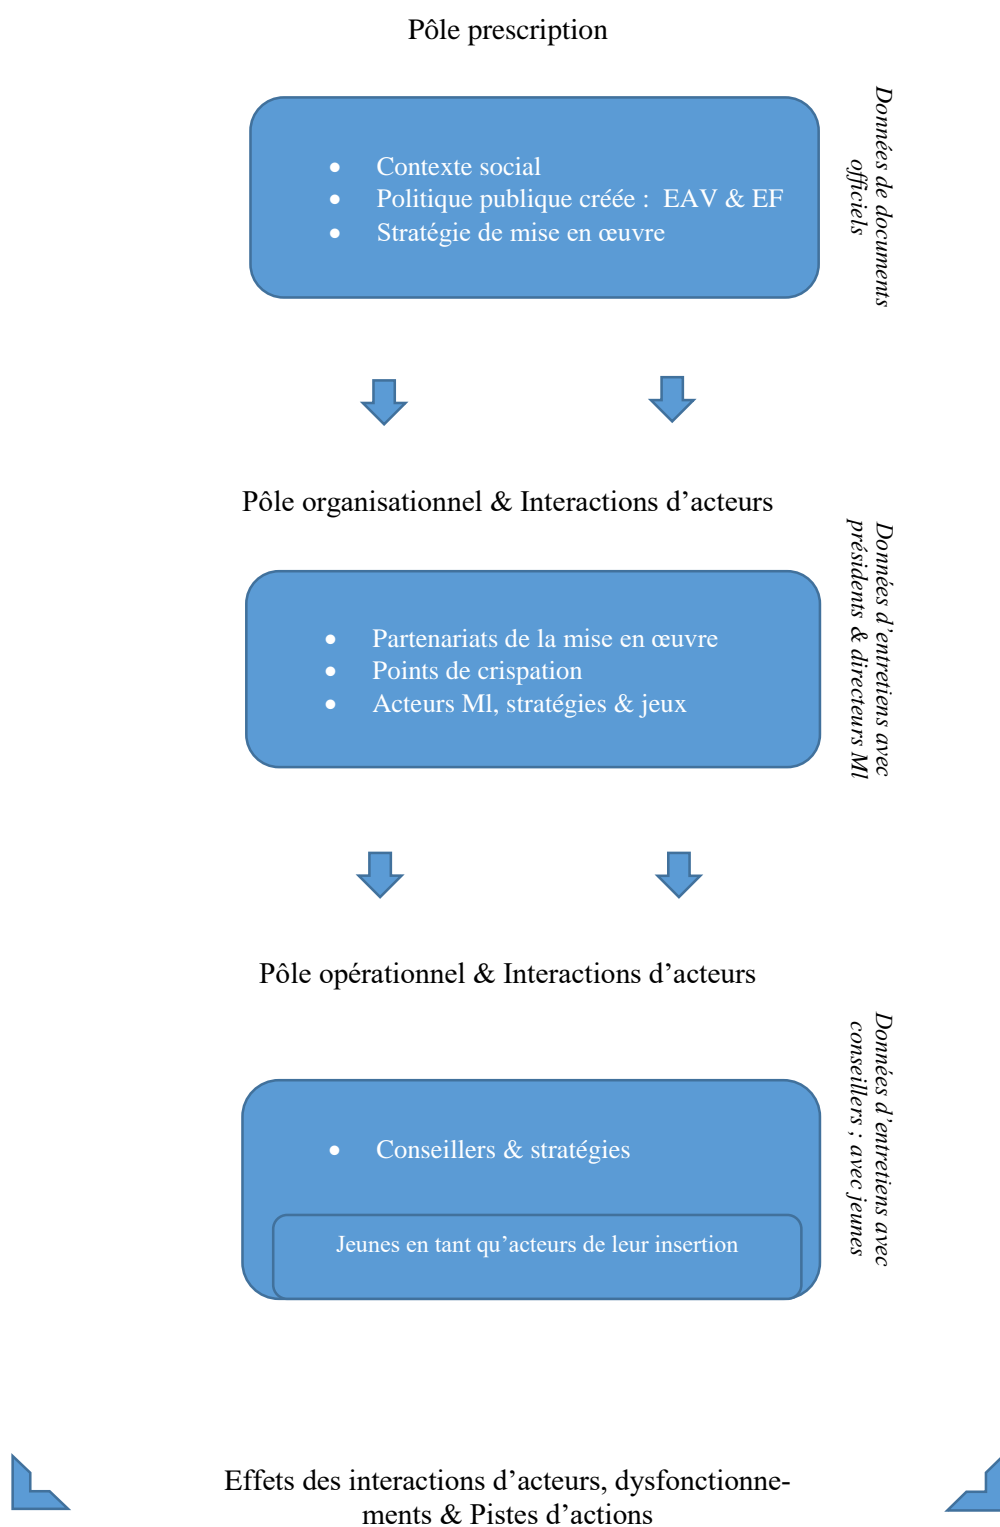 Pôle prescription
• Contexte social
• Politique publique créée : EAV & EF
• Stratégie de mise en œuvre
Données de documents
officiels
Pôle organisationnel & Interactions d’acteurs
• Partenariats de la mise en œuvre
• Points de crispation
• Acteurs Ml, stratégies & jeux
Données d’entretiens avec
présidents & directeurs Ml
Pôle opérationnel & Interactions d’acteurs
• Conseillers & stratégies
Jeunes en tant qu’acteurs de leur insertion
Données d’entretiens avec
conseillers ; avec jeunes
Effets des interactions d’acteurs, dysfonctionne-
ments & Pistes d’actions